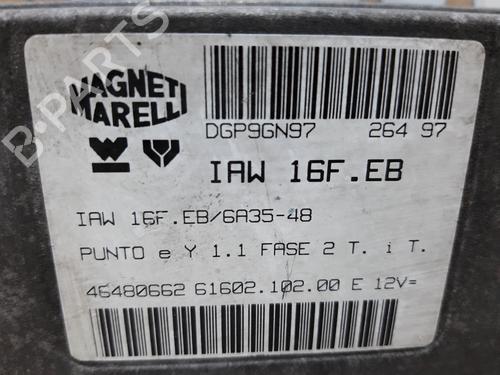 B-PARTS
MAGNETI
MARELLI
DGP9GN97 264 97
IAW 16F.EB
IAW 16F.EB/6A35-48
PUNTO e Y 1.1 FASE 2 T. i T.
46480662 61602.102.00 E 12V=